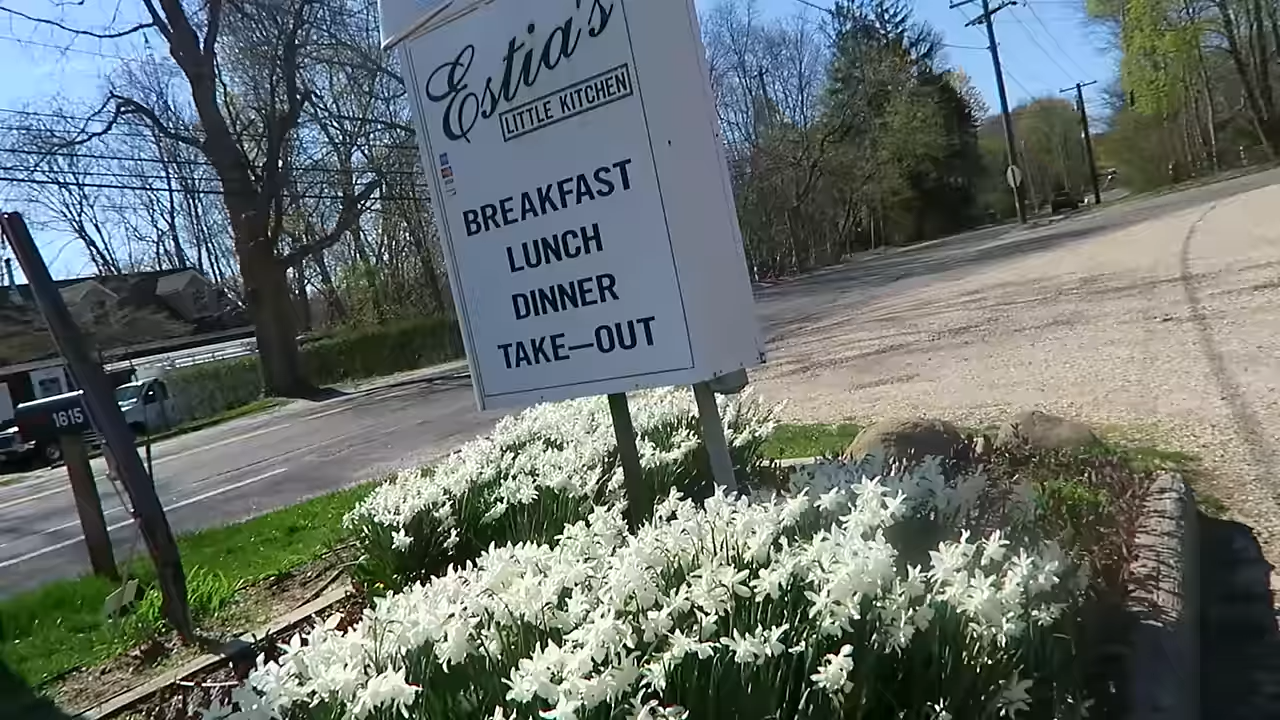 Estia's
LITTLE KITCHEN
BREAKFAST
LUNCH
DINNER
TAKE—OUT
1615